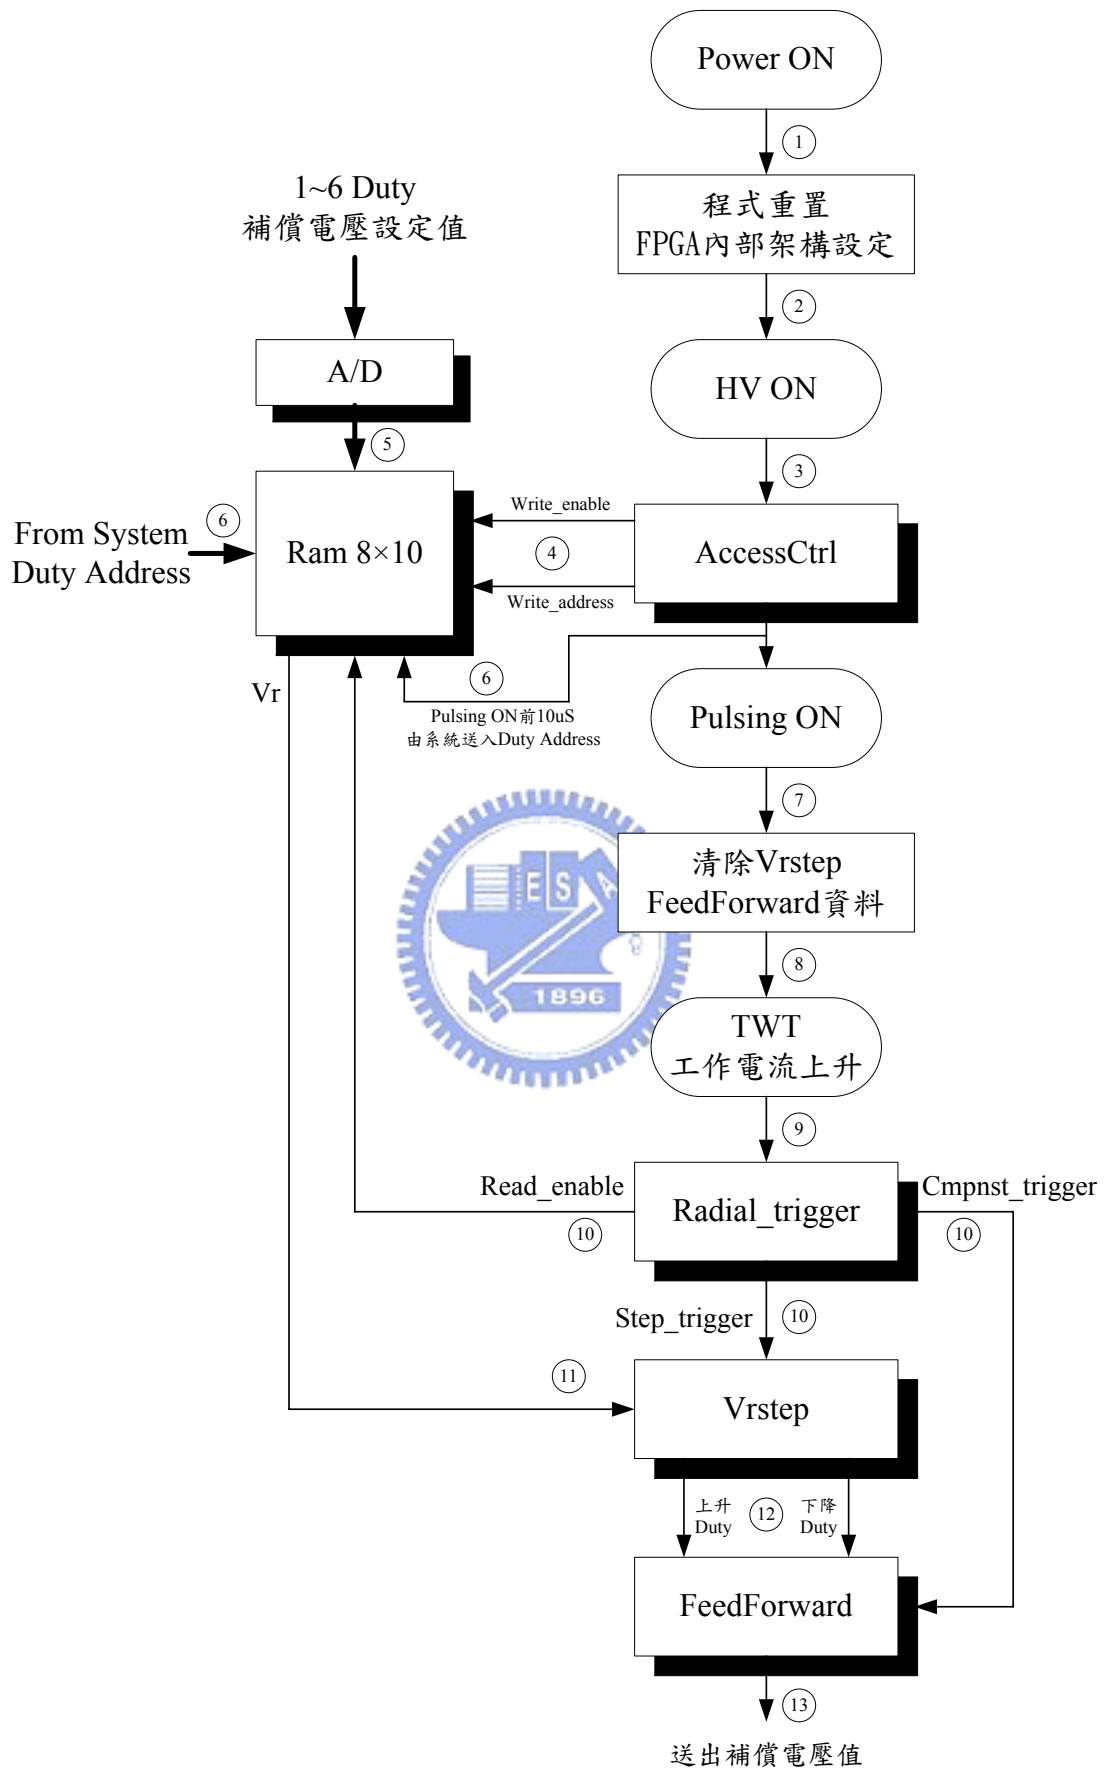 Power ON
1
1~6 Duty
補償電壓設定值
程式重置
FPGA內部架構設定
2
A/D
HV ON
5
3
From System
Duty Address
6
Ram 8×10
Write_enable
4
Write_address
AccessCtrl
Vr
6
Pulsing ON前10uS
由系統送入Duty Address
Pulsing ON
7
清除Vrstep
FeedForward資料
ES A
1896
8
TWT
工作電流上升
9
Read_enable
10
Radial_trigger
Cmpnst_trigger
10
Step_trigger
10
11
Vrstep
上升
Duty
12
下降
Duty
FeedForward
13
送出補償電壓值